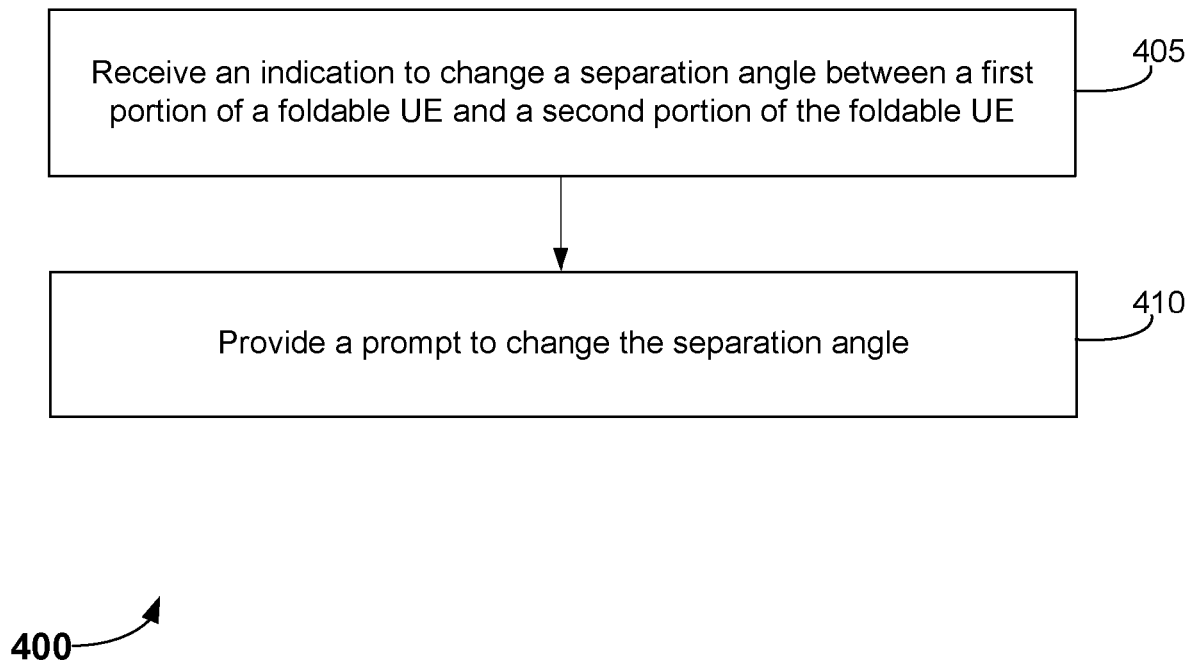 405
Receive an indication to change a separation angle between a first
portion of a foldable UE and a second portion of the foldable UE
410
Provide a prompt to change the separation angle
400